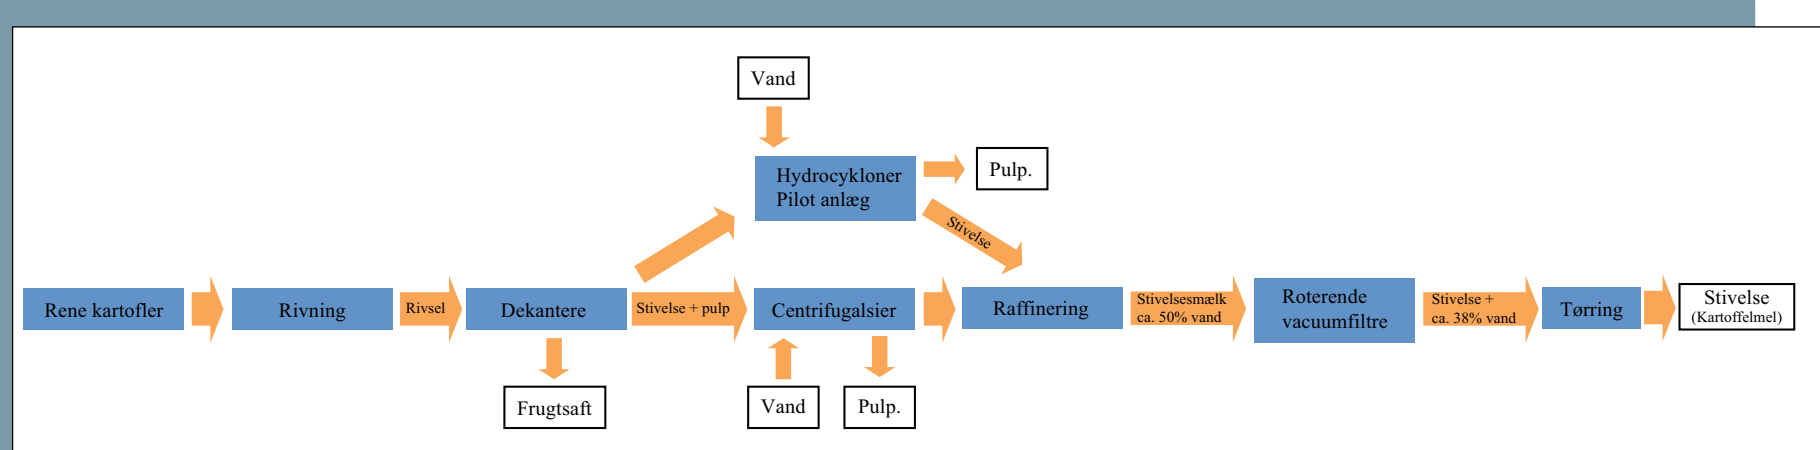 Vand
Hydrocykloner
Pilot anlæg
Pulp.
Stivelse
Rene kartofler
Rivning
Rivsel
Dekantere
Stivelse + pulp
Centrifugalsier
Raffinering
Stivelsesmælk
ca. 50% vand
Roterende
vacuumfiltre
Stivelse +
ca. 38% vand
Tørring
Stivelse
(Kartoffelmel)
Frugtsaft
Vand
Pulp.